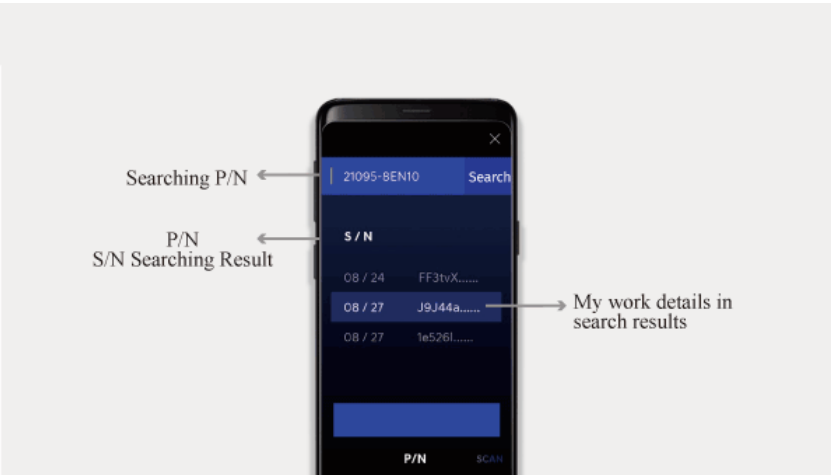 Searching P/N
21095-8EN10
Search
P/N
S/N Searching Result
S / N
08 / 24 FF3tvX......
08 / 27 J9J44a......
08 / 27 1e526l......
My work details in
search results
P/N
SCAN